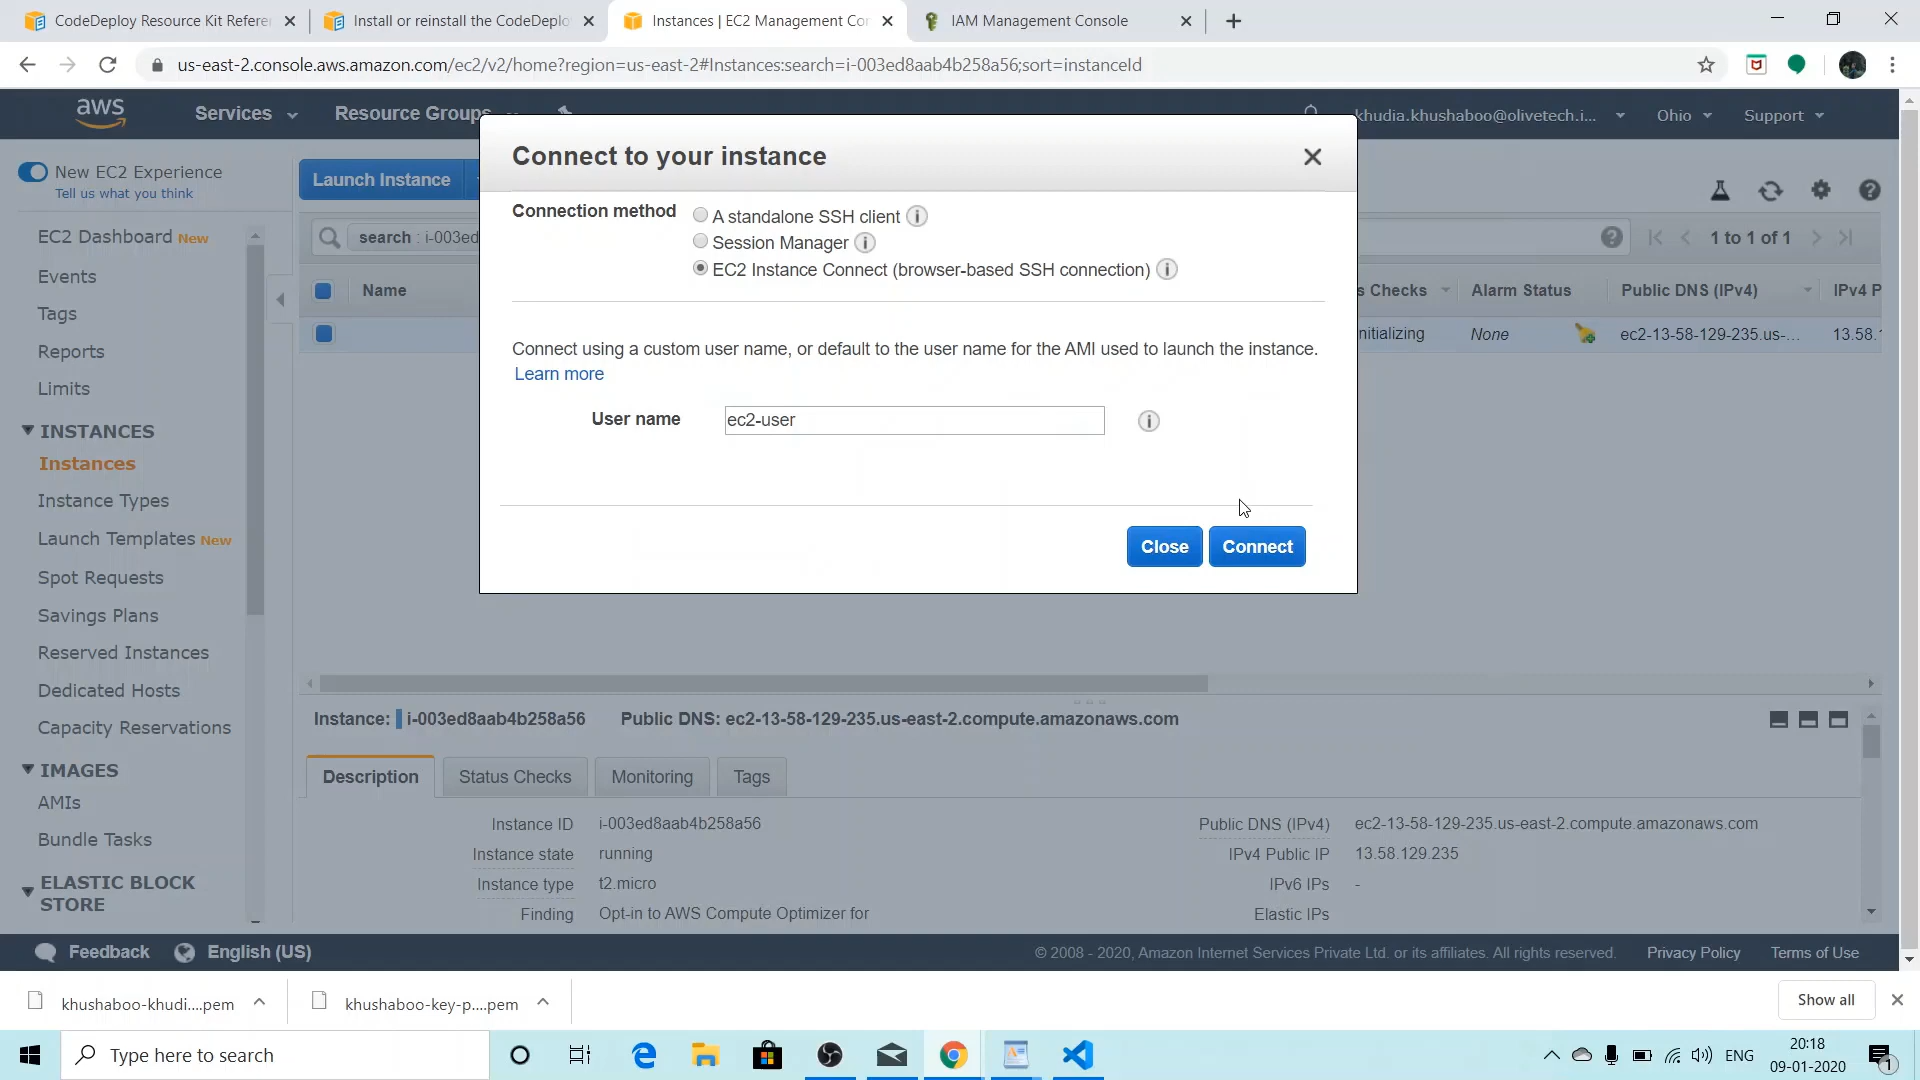 CodeDeploy Resource Kit Refere
Install or reinstall the CodeDeplo
Instances | EC2 Management Co
IAM Management Console
us-east-2.console.aws.amazon.com/ec2/v2/home?region=us-east-2#Instances:search=i-003ed8aab4b258a56;sort=instanceId
aws
Services
Resource Groups
khudia.khushaboo@olivetech.i...
Ohio
Support
New EC2 Experience
Tell us what you think
EC2 Dashboard New
Events
Tags
Reports
Limits
INSTANCES
Instances
Instance Types
Launch Templates New
Spot Requests
Savings Plans
Reserved Instances
Dedicated Hosts
Capacity Reservations
IMAGES
AMIs
Bundle Tasks
ELASTIC BLOCK
STORE
Launch Instance
search : i-003ed
1 to 1 of 1
Name
s Checks
Alarm Status
Public DNS (IPv4)
IPv4 P
nitializing
None
ec2-13-58-129-235.us-...
13.58.1
Connect to your instance
Connection method
A standalone SSH client
Session Manager
EC2 Instance Connect (browser-based SSH connection)
Connect using a custom user name, or default to the user name for the AMI used to launch the instance.
Learn more
User name
ec2-user
Close
Connect
Instance: i-003ed8aab4b258a56 Public DNS: ec2-13-58-129-235.us-east-2.compute.amazonaws.com
Description
Status Checks
Monitoring
Tags
Instance ID i-003ed8aab4b258a56
Public DNS (IPv4) ec2-13-58-129-235.us-east-2.compute.amazonaws.com
Instance state running
IPv4 Public IP 13.58.129.235
Instance type t2.micro
IPv6 IPs -
Finding Opt-in to AWS Compute Optimizer for
Elastic IPs
Feedback
English (US)
© 2008 - 2020, Amazon Internet Services Private Ltd. or its affiliates. All rights reserved.
Privacy Policy
Terms of Use
khushaboo-khudi....pem
khushaboo-key-p....pem
Show all
Type here to search
ENG
20:18
09-01-2020
1